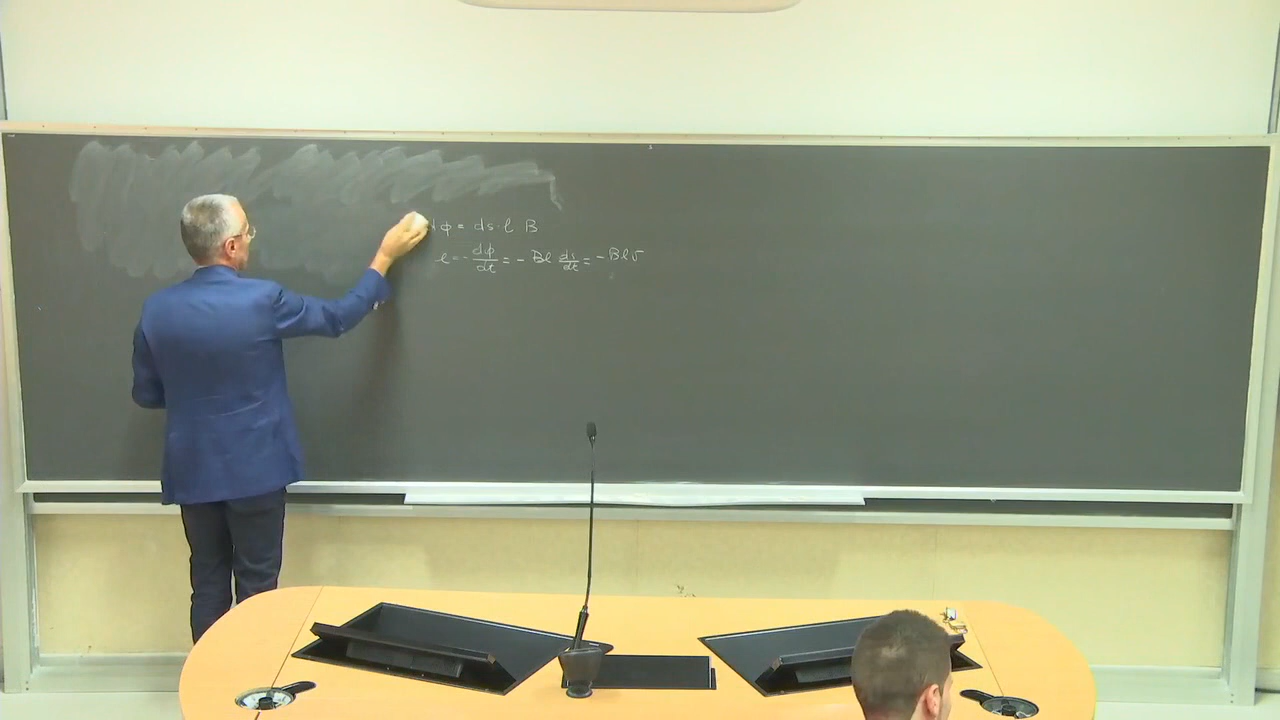 dφ = ds · l B
e = - dφ/dt = - Bl ds/dt = - Blv